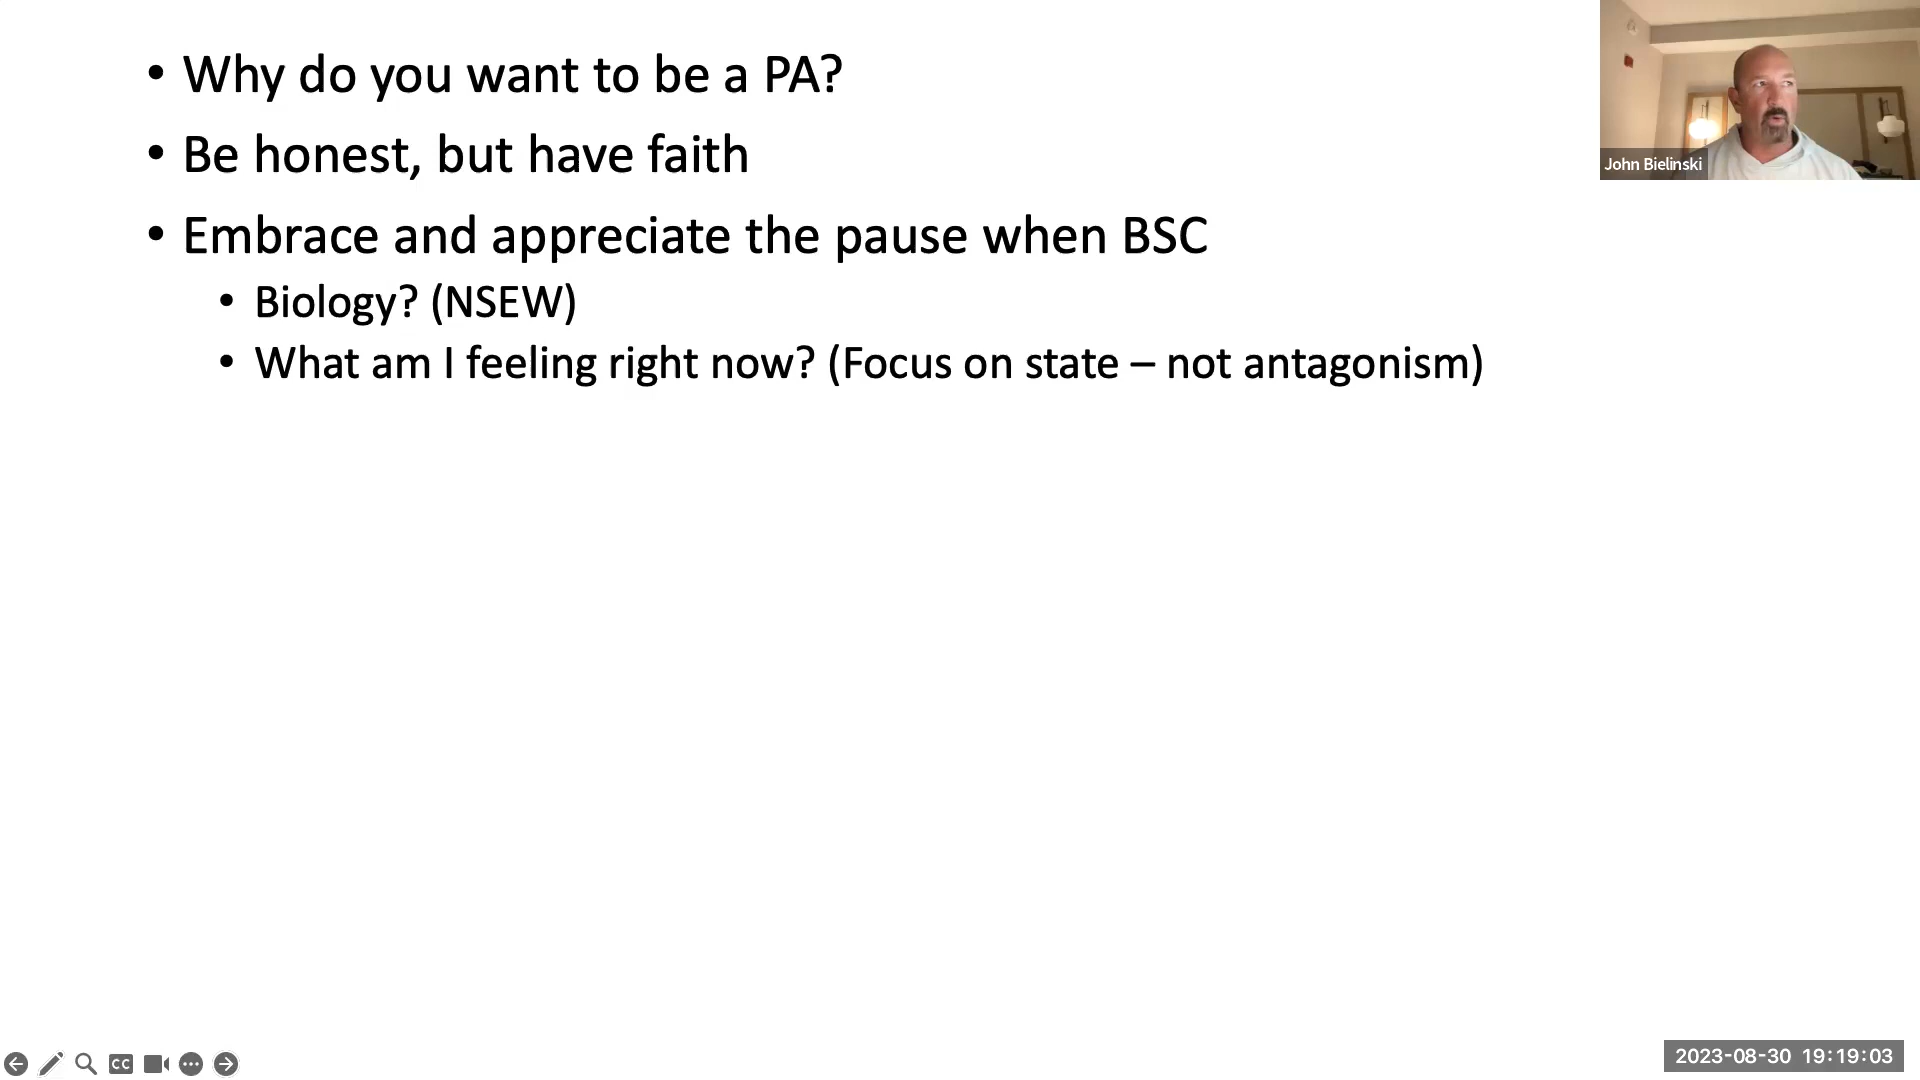 • Why do you want to be a PA?
• Be honest, but have faith
• Embrace and appreciate the pause when BSC
• Biology? (NSEW)
• What am I feeling right now? (Focus on state – not antagonism)
John Bielinski
CC
2023-08-30 19:19:03